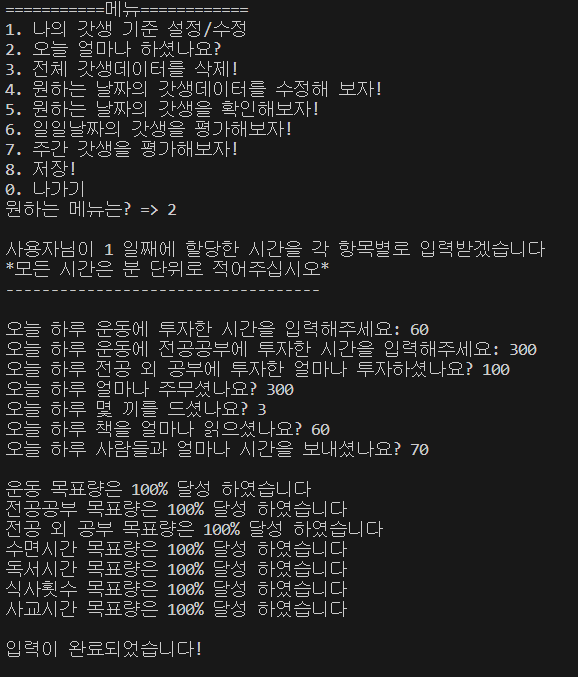 ===========메뉴============
1. 나의 갓생 기준 설정/수정
2. 오늘 얼마나 하셨나요?
3. 전체 갓생데이터를 삭제!
4. 원하는 날짜의 갓생데이터를 수정해 보자!
5. 원하는 날짜의 갓생을 확인해보자!
6. 일일날짜의 갓생을 평가해보자!
7. 주간 갓생을 평가해보자!
8. 저장!
0. 나가기
원하는 메뉴는? => 2
사용자님이 1 일째에 할당한 시간을 각 항목별로 입력받겠습니다
*모든 시간은 분 단위로 적어주십시오*
-----------------------------------
오늘 하루 운동에 투자한 시간을 입력해주세요: 60
오늘 하루 운동에 전공공부에 투자한 시간을 입력해주세요: 300
오늘 하루 전공 외 공부에 투자한 얼마나 투자하셨나요? 100
오늘 하루 얼마나 주무셨나요? 300
오늘 하루 몇 끼를 드셨나요? 3
오늘 하루 책을 얼마나 읽으셨나요? 60
오늘 하루 사람들과 얼마나 시간을 보내셨나요? 70
운동 목표량은 100% 달성 하였습니다
전공공부 목표량은 100% 달성 하였습니다
전공 외 공부 목표량은 100% 달성 하였습니다
수면시간 목표량은 100% 달성 하였습니다
독서시간 목표량은 100% 달성 하였습니다
식사횟수 목표량은 100% 달성 하였습니다
사교시간 목표량은 100% 달성 하였습니다
입력이 완료되었습니다!